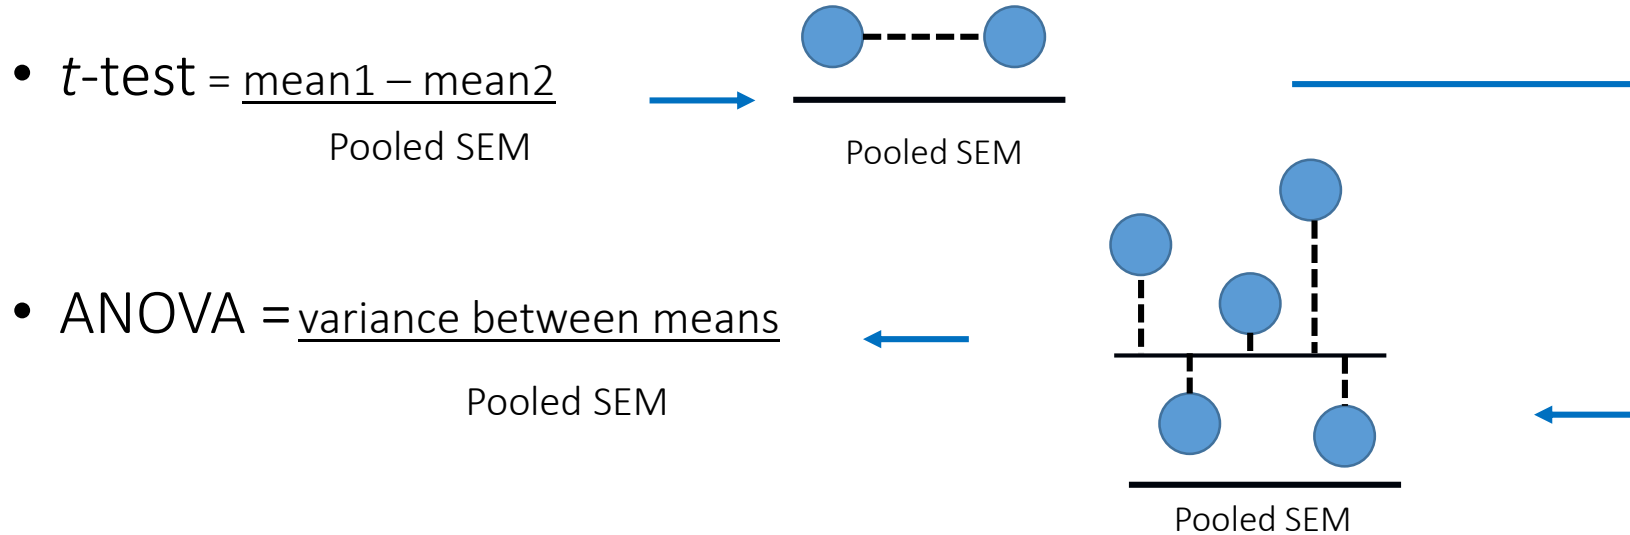 • t-test = mean1 – mean2
Pooled SEM
Pooled SEM
• ANOVA = variance between means
Pooled SEM
Pooled SEM